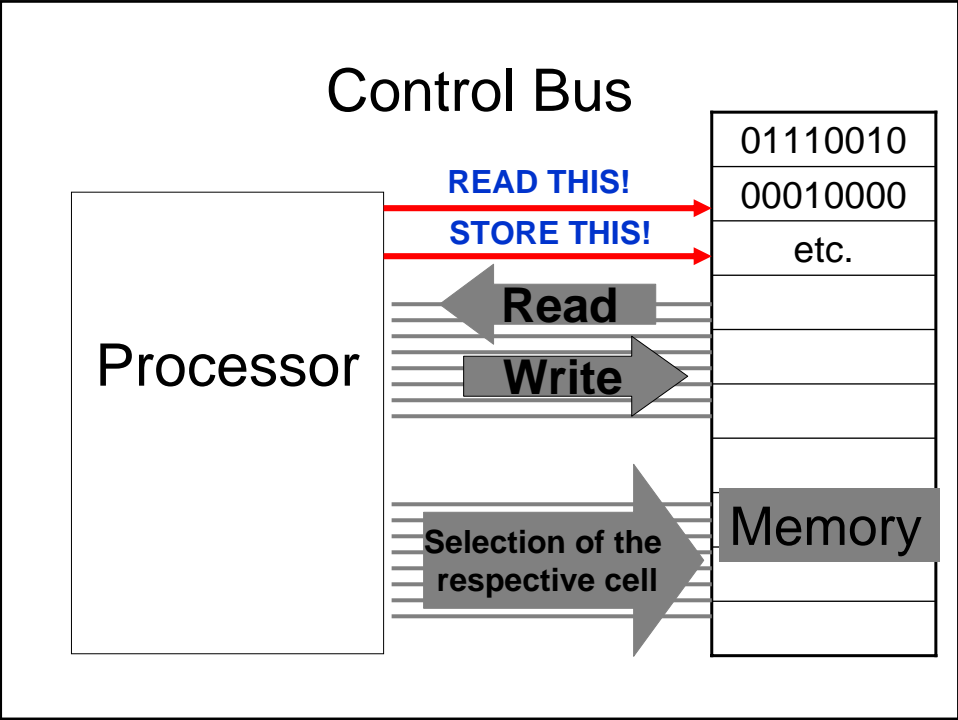 Control Bus
01110010
READ THIS!
00010000
STORE THIS!
etc.
Read
Processor
Write
Memory
Selection of the
respective cell